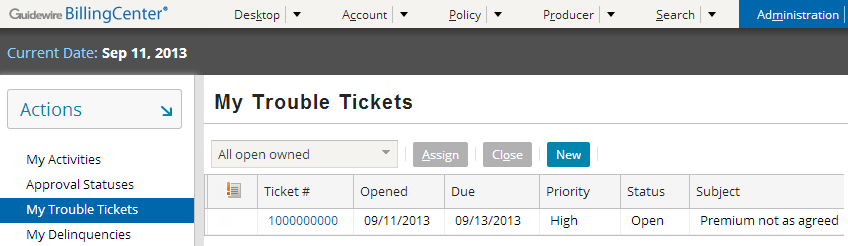 Guidewire BillingCenter® Desktop Account Policy Producer Search Administration
Current Date: Sep 11, 2013
Actions
My Activities
Approval Statuses
My Trouble Tickets
My Delinquencies
My Trouble Tickets
All open owned Assign Close New
Ticket # Opened Due Priority Status Subject
1000000000 09/11/2013 09/13/2013 High Open Premium not as agreed